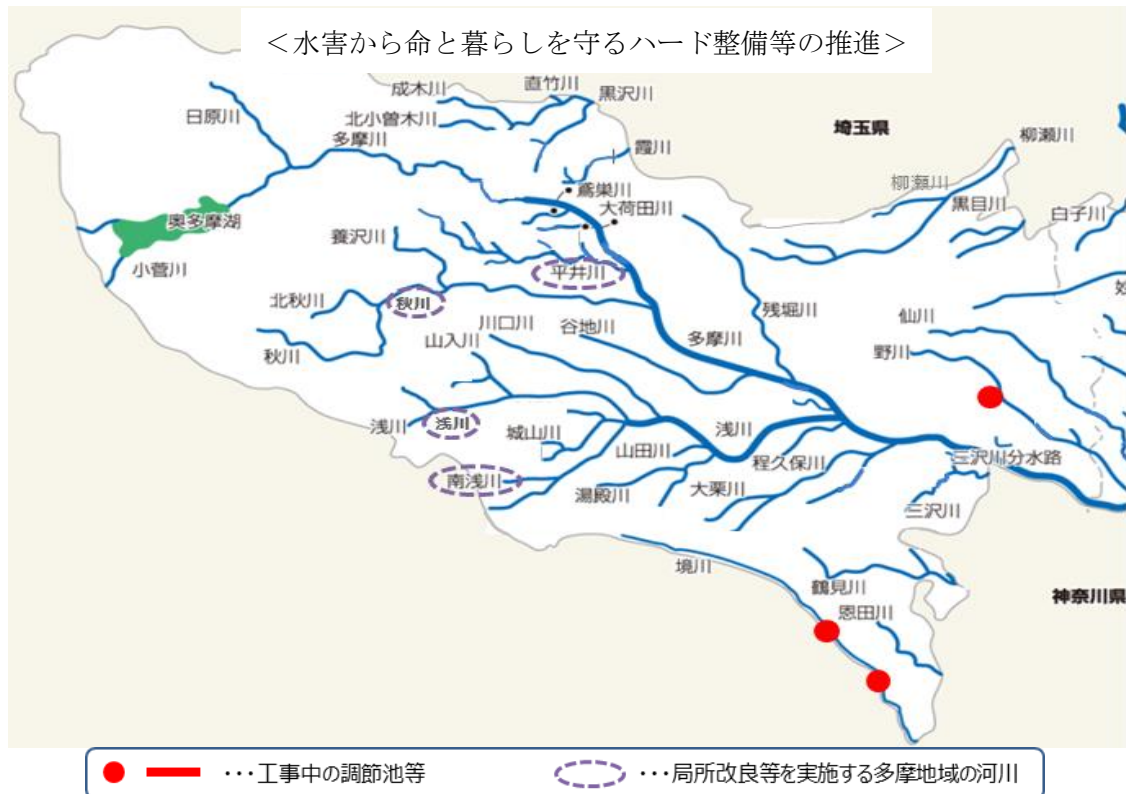 ＜水害から命と暮らしを守るハード整備等の推進＞
成木川
直竹川
黒沢川
日原川
北小曽木川
多摩川
埼玉県
柳瀬川
霞川
柳瀬川
鳶巣川
黒目川
大荷田川
白子川
奥多摩湖
養沢川
小菅川
平井川
北秋川
秋川
残堀川
仙川
川口川
谷地川
多摩川
山入川
野川
秋川
浅川
浅川
城山川
浅川
山田川
程久保川
三沢川分水路
南浅川
湯殿川
大栗川
三沢川
境川
鶴見川
神奈川県
恩田川
・・・工事中の調節池等
・・・局所改良等を実施する多摩地域の河川